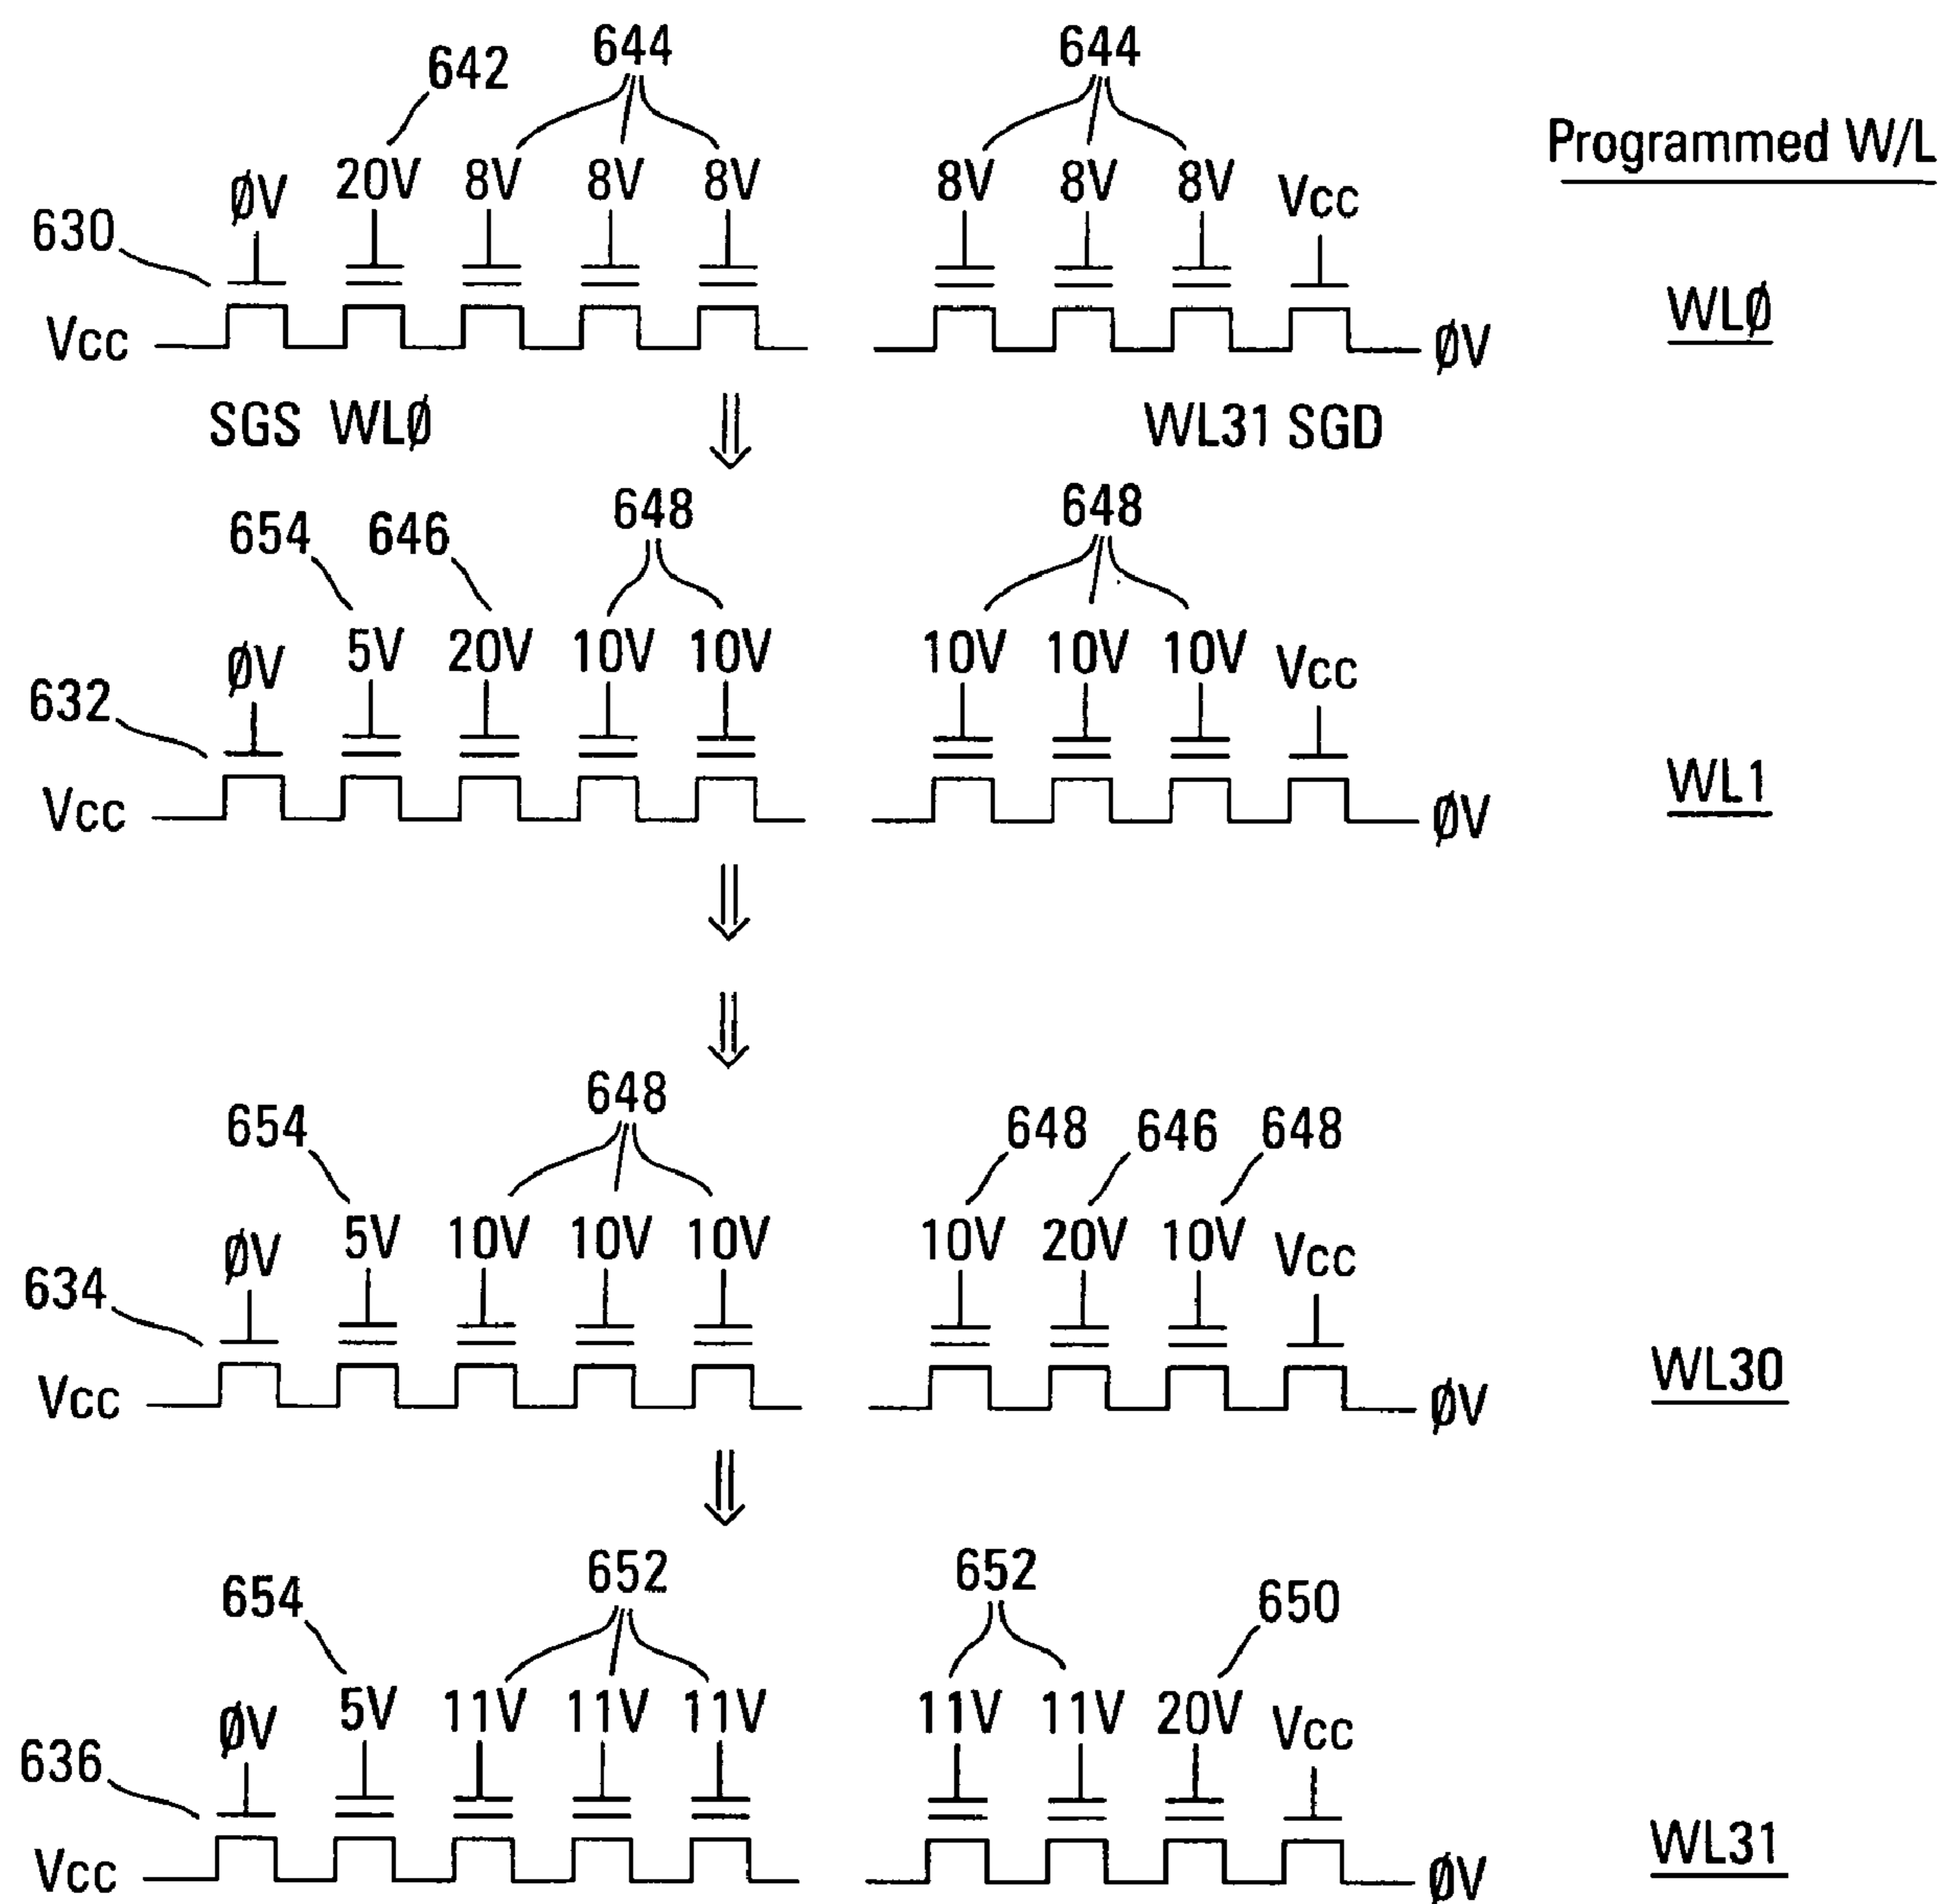 642 644 644
Programmed W/L
ØV 20V 8V 8V 8V 8V 8V 8V Vcc
630
WLØ
Vcc ØV
SGS WLØ WL31 SGD
654 646 648 648
ØV 5V 20V 10V 10V 10V 10V 10V Vcc
632
WL1
Vcc ØV
654 648 648 646 648
ØV 5V 10V 10V 10V 10V 20V 10V Vcc
634
WL30
Vcc ØV
654 652 652 650
ØV 5V 11V 11V 11V 11V 11V 20V Vcc
636
WL31
Vcc ØV